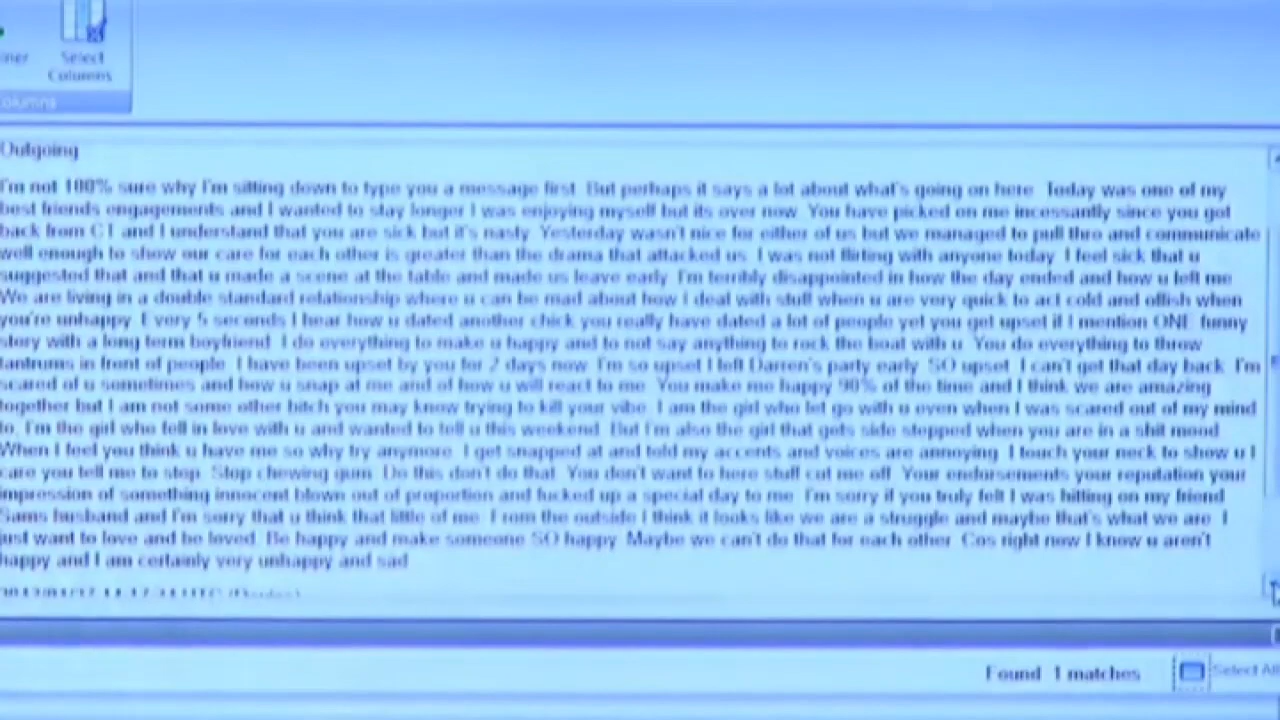 Select
Columns
Outgoing
I'm not 100% sure why I'm sitting down to type you a message first. But perhaps it says a lot about what's going on here. Today was one of my
best friends engagements and I wanted to stay longer I was enjoying myself but its over now. You have picked on me incessantly since you got
back from CT and I understand that you are sick but it's nasty. Yesterday wasn't nice for either of us but we managed to pull thro and communicate
well enough to show our care for each other is greater than the drama that attacked us. I was not flirting with anyone today. I feel sick that u
suggested that and that u made a scene at the table and made us leave early. I'm terribly disappointed in how the day ended and how u left me.
We are living in a double standard relationship where u can be mad about how I deal with stuff when u are very quick to act cold and offish when
you're unhappy. Every 5 seconds I hear how u dated another chick you really have dated a lot of people yet you get upset if I mention ONE funny
story with a long term boyfriend. I do everything to make u happy and to not say anything to rock the boat with u. You do everything to throw
tantrums in front of people. I have been upset by you for 2 days now. I'm so upset I left Darren's party early. SO upset. I can't get that day back. I'm
scared of u sometimes and how u snap at me and of how u will react to me. You make me happy 90% of the time and I think we are amazing
together but I am not some other bitch you may know trying to kill your vibe. I am the girl who let go with u even when I was scared out of my mind
to. I'm the girl who fell in love with u and wanted to tell u this weekend. But I'm also the girl that gets side stepped when you are in a shit mood.
When I feel you think u have me so why try anymore. I get snapped at and told my accents and voices are annoying. I touch your neck to show u I
care you tell me to stop. Stop chewing gum. Do this don't do that. You don't want to here stuff cut me off. Your endorsements your reputation your
impression of something innocent blown out of proportion and fucked up a special day to me. I'm sorry if you truly felt I was hitting on my friend
Sams husband and I'm sorry that u think that little of me. From the outside I think it looks like we are a struggle and maybe that's what we are. I
just want to love and be loved. Be happy and make someone SO happy. Maybe we can't do that for each other. Cos right now I know u aren't
happy and I am certainly very unhappy and sad
Found 1 matches
Select All